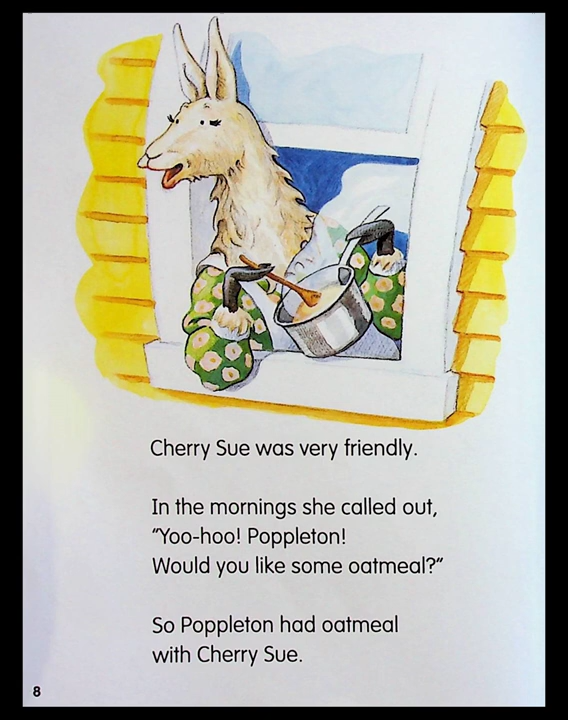 Cherry Sue was very friendly.
In the mornings she called out,
“Yoo-hoo! Poppleton!
Would you like some oatmeal?”
So Poppleton had oatmeal
with Cherry Sue.
8